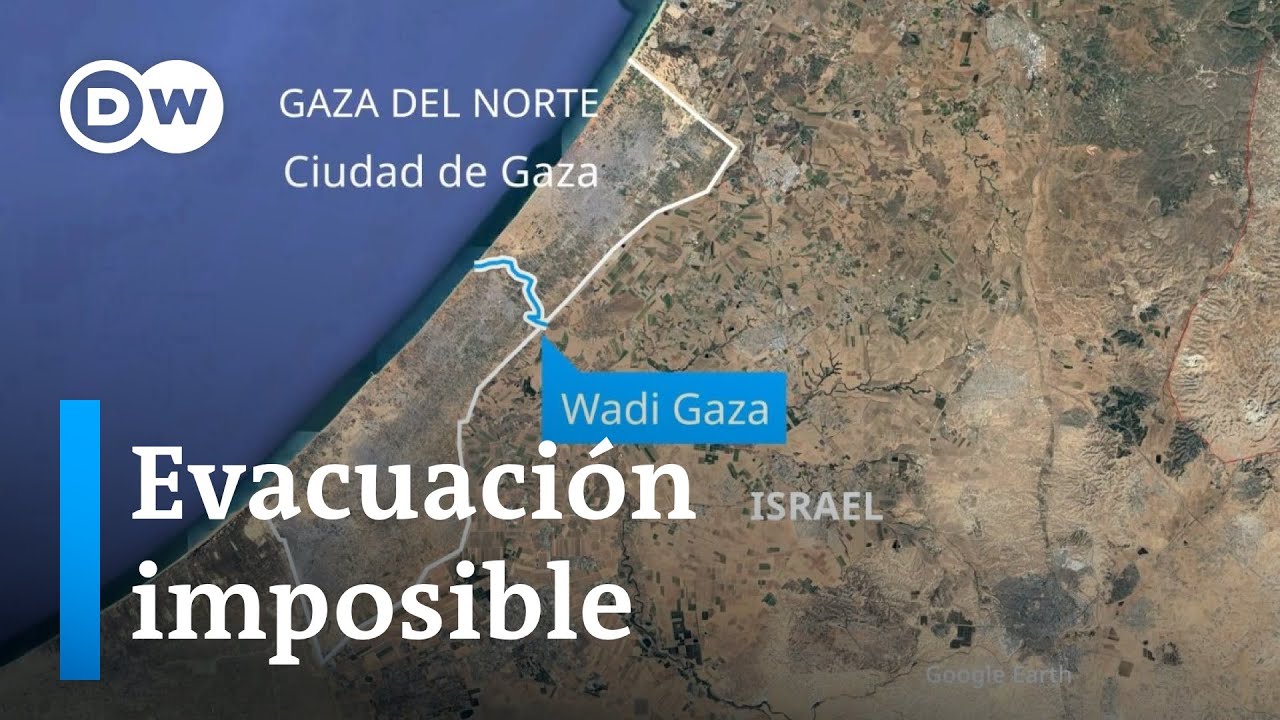 DW
GAZA DEL NORTE
Ciudad de Gaza
Wadi Gaza
Evacuación
ISRAEL
imposible
Google Earth